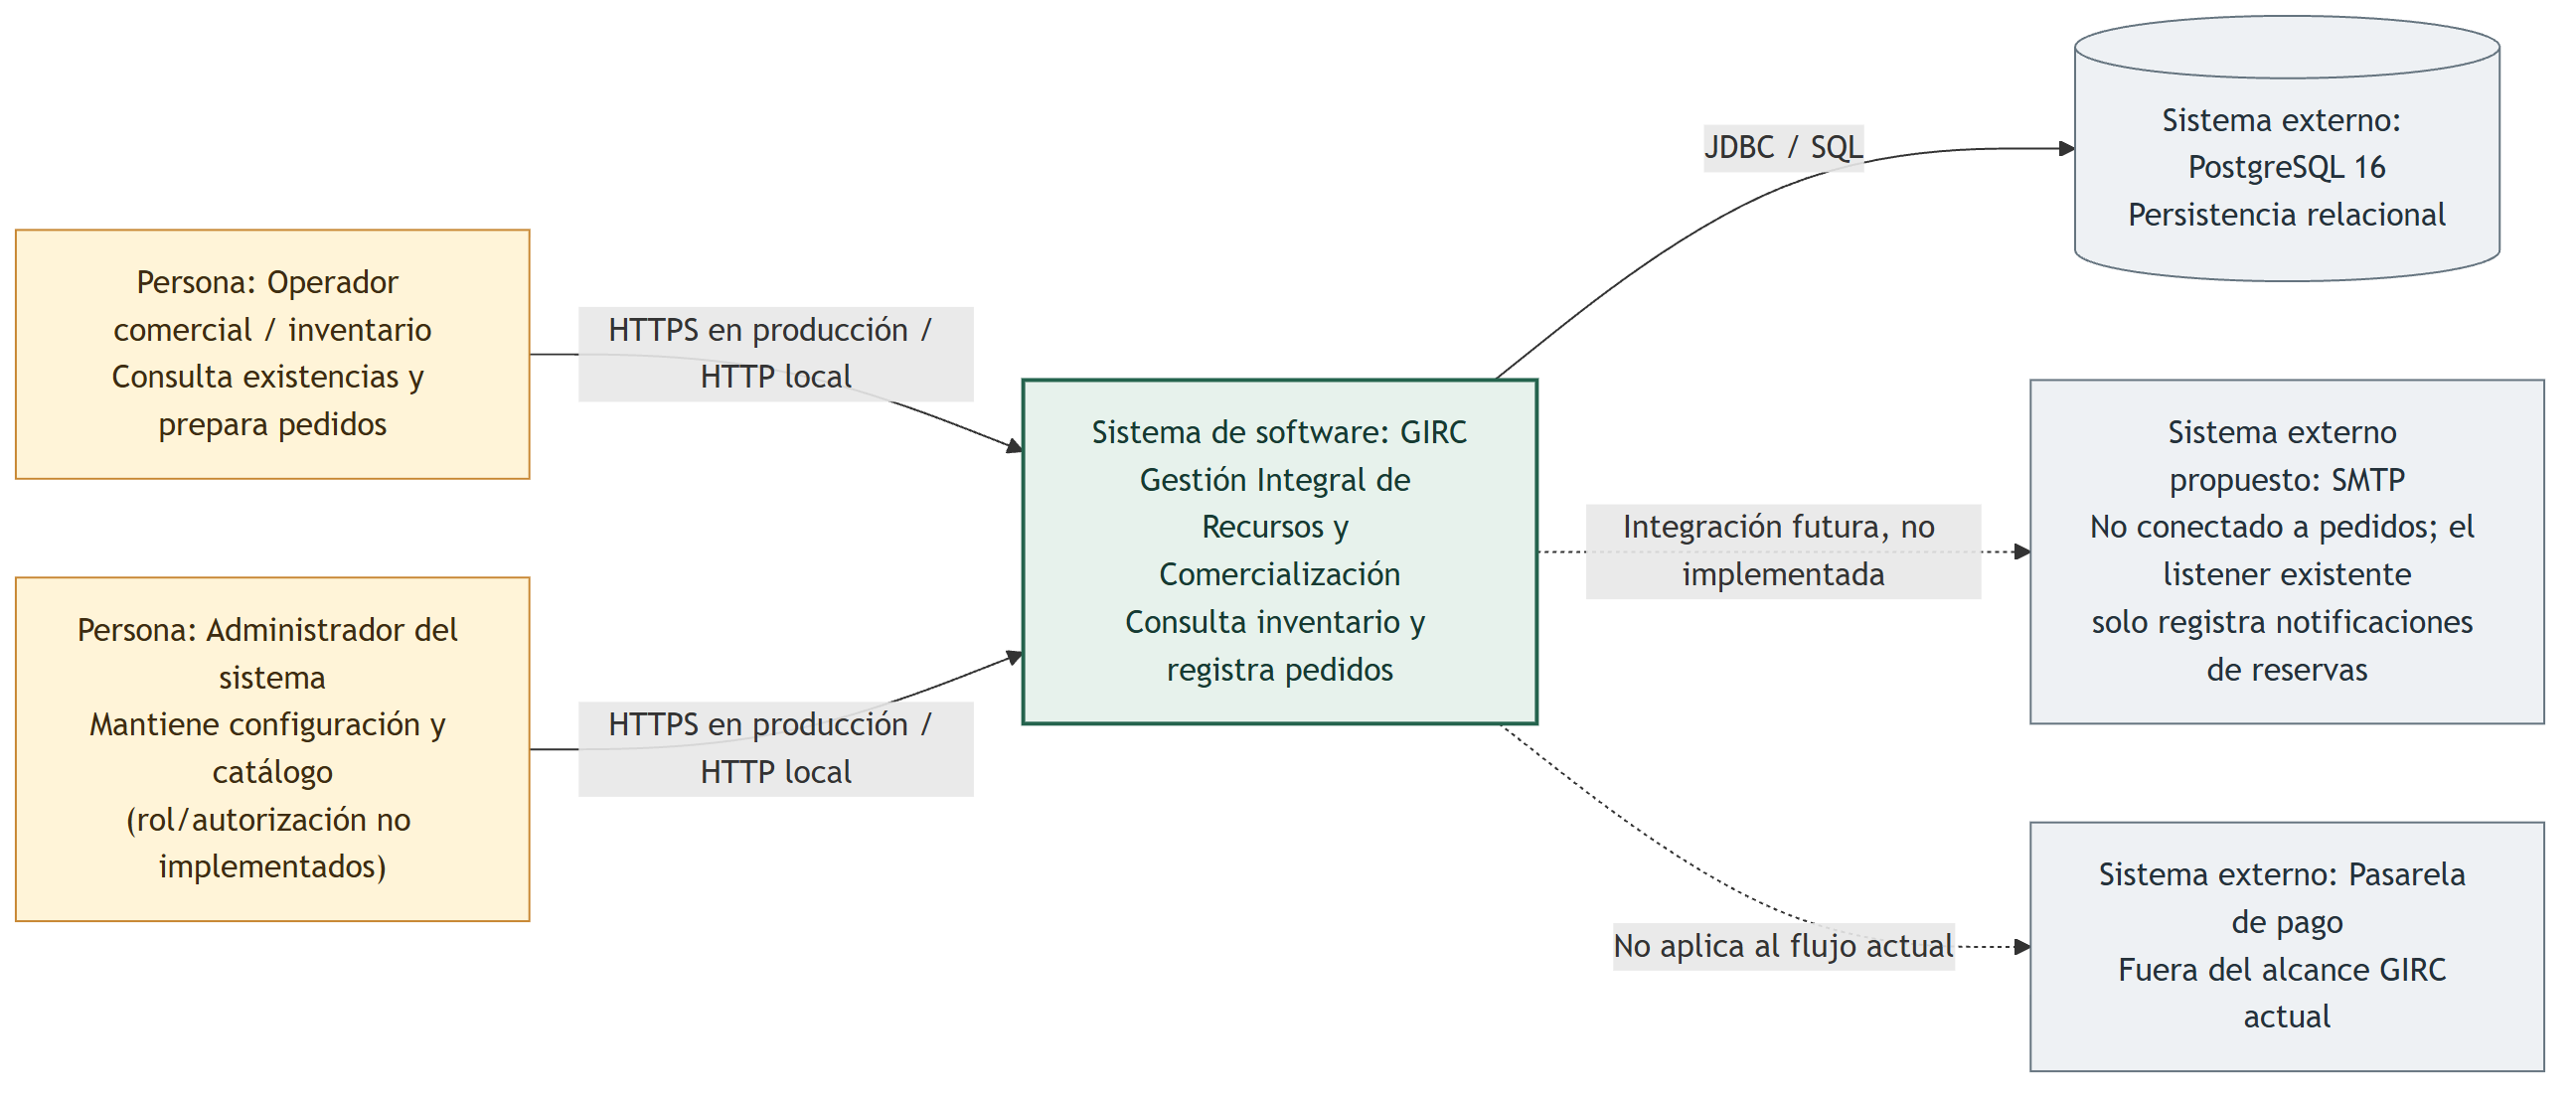 Persona: Operador
comercial / inventario
Consulta existencias y
prepara pedidos
Persona: Administrador del
sistema
Mantiene configuración y
catálogo
(rol/autorización no
implementados)
HTTPS en producción /
HTTP local
HTTPS en producción /
HTTP local
Sistema de software: GIRC
Gestión Integral de
Recursos y
Comercialización
Consulta inventario y
registra pedidos
JDBC / SQL
Integración futura, no
implementada
No aplica al flujo actual
Sistema externo:
PostgreSQL 16
Persistencia relacional
Sistema externo
propuesto: SMTP
No conectado a pedidos; el
listener existente
solo registra notificaciones
de reservas
Sistema externo: Pasarela
de pago
Fuera del alcance GIRC
actual